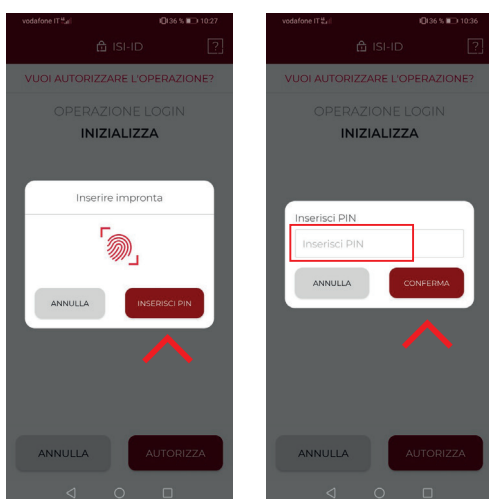 vodafone IT 36 % 10:27
ISI-ID ?
VUOI AUTORIZZARE L'OPERAZIONE?
OPERAZIONE LOGIN
INIZIALIZZA
Inserire impronta
ANNULLA INSERISCI PIN
ANNULLA AUTORIZZA
vodafone IT 36 % 10:36
ISI-ID ?
VUOI AUTORIZZARE L'OPERAZIONE?
OPERAZIONE LOGIN
INIZIALIZZA
Inserisci PIN
Inserisci PIN
ANNULLA CONFERMA
ANNULLA AUTORIZZA